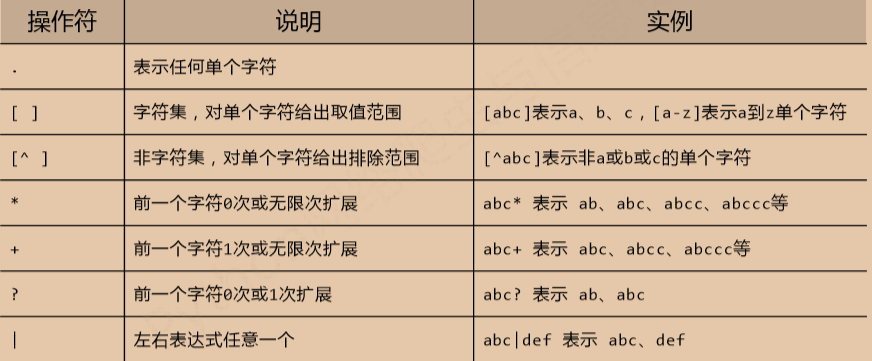 操作符 说明 实例
. 表示任何单个字符
[ ] 字符集，对单个字符给出取值范围 [abc]表示a、b、c，[a-z]表示a到z单个字符
[^ ] 非字符集，对单个字符给出排除范围 [^abc]表示非a或b或c的单个字符
* 前一个字符0次或无限次扩展 abc* 表示 ab、abc、abcc、abccc等
+ 前一个字符1次或无限次扩展 abc+ 表示 abc、abcc、abccc等
? 前一个字符0次或1次扩展 abc? 表示 ab、abc
| 左右表达式任意一个 abc|def 表示 abc、def